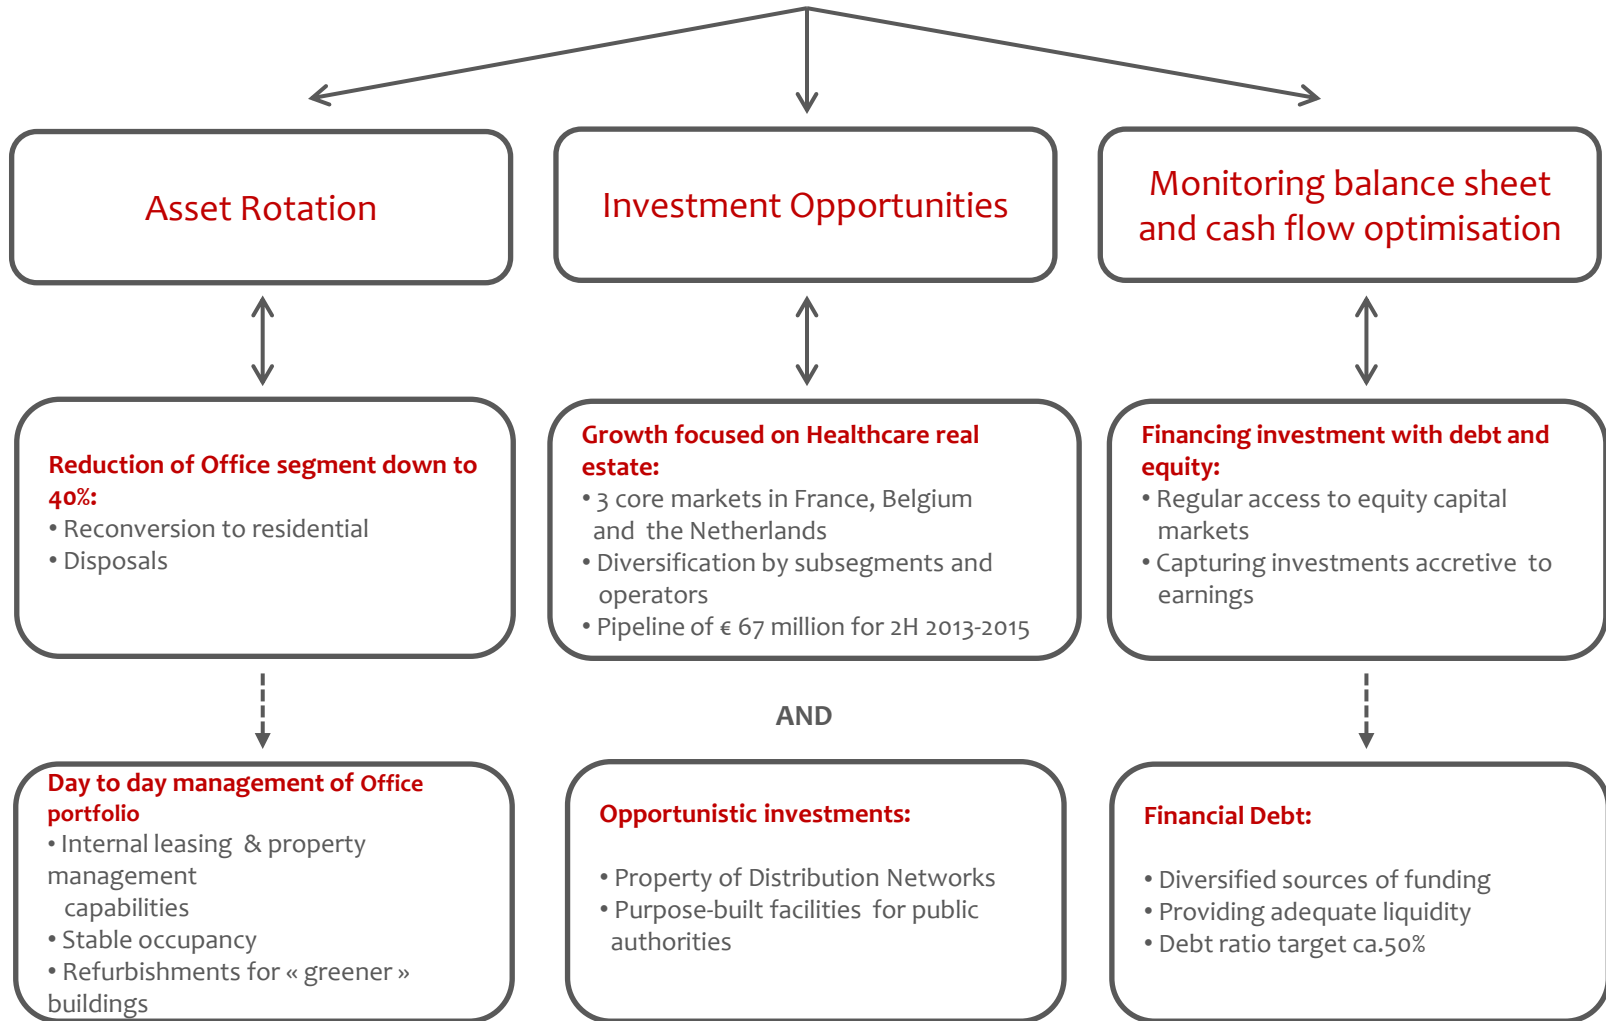 Asset Rotation
Investment Opportunities
Monitoring balance sheet
and cash flow optimisation
Reduction of Office segment down to
40%:
• Reconversion to residential
• Disposals
Growth focused on Healthcare real
estate:
• 3 core markets in France, Belgium
and the Netherlands
• Diversification by subsegments and
operators
• Pipeline of € 67 million for 2H 2013-2015
Financing investment with debt and
equity:
• Regular access to equity capital
markets
• Capturing investments accretive to
earnings
AND
Day to day management of Office
portfolio
• Internal leasing & property
management
capabilities
• Stable occupancy
• Refurbishments for « greener »
buildings
Opportunistic investments:
• Property of Distribution Networks
• Purpose-built facilities for public
authorities
Financial Debt:
• Diversified sources of funding
• Providing adequate liquidity
• Debt ratio target ca.50%